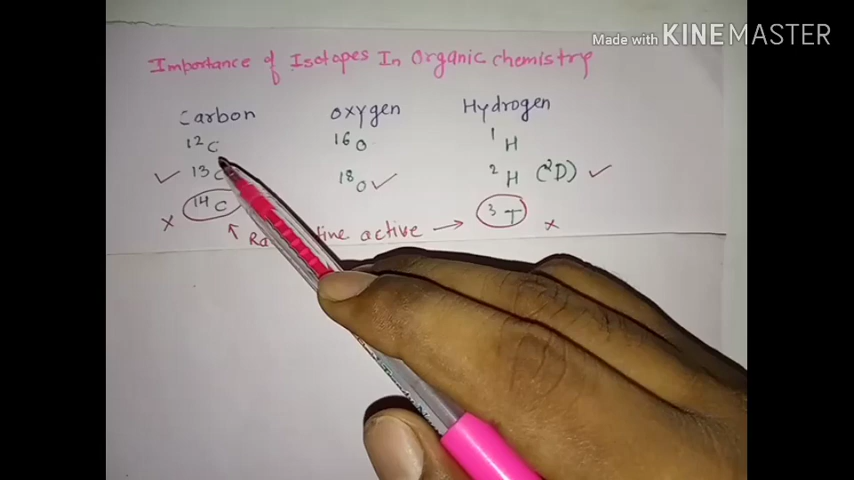 Made with KINEMASTER
Importance of Isotopes In Organic chemistry
Carbon Oxygen Hydrogen
¹²C ¹⁶O ¹H
✓ ¹³C ¹⁸O ✓ ²H (²D) ✓
x ¹⁴C ³T x
↑ active →